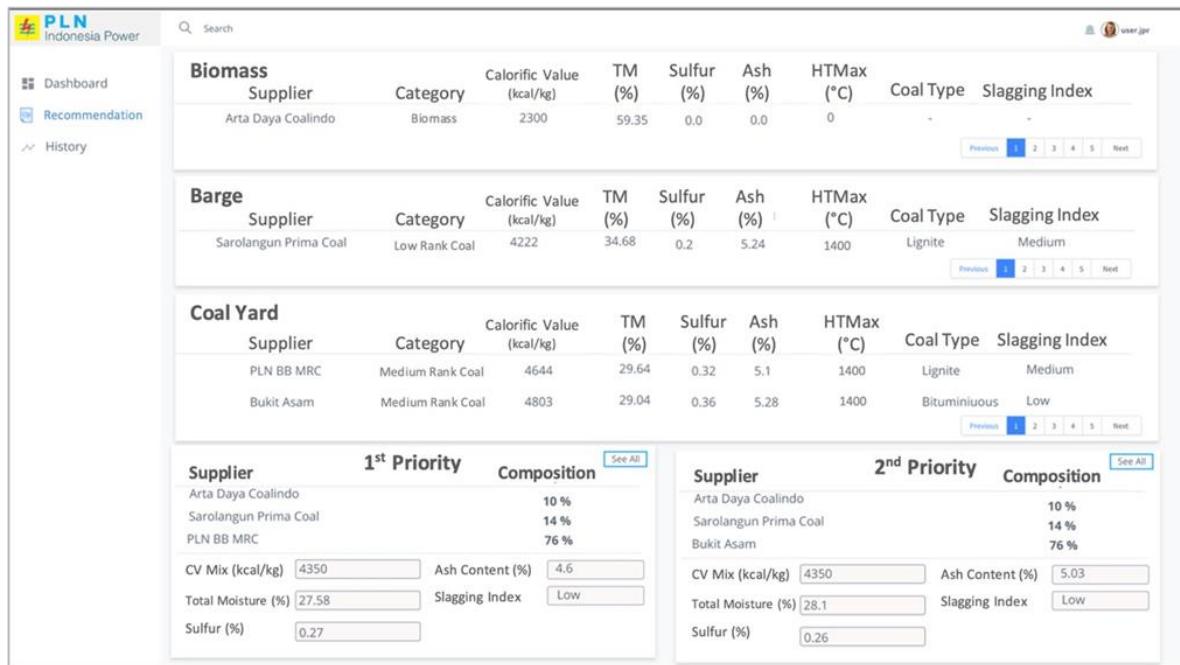 PLN
Indonesia Power
Search
user.jpr
Dashboard
Recommendation
History
Biomass
Supplier Category Calorific Value (kcal/kg) TM (%) Sulfur (%) Ash (%) HTMax (°C) Coal Type Slagging Index
Arta Daya Coalindo Biomass 2300 59.35 0.0 0.0 0 - -
Previous 1 2 3 4 5 Next
Barge
Supplier Category Calorific Value (kcal/kg) TM (%) Sulfur (%) Ash (%) HTMax (°C) Coal Type Slagging Index
Sarolangun Prima Coal Low Rank Coal 4222 34.68 0.2 5.24 1400 Lignite Medium
Previous 1 2 3 4 5 Next
Coal Yard
Supplier Category Calorific Value (kcal/kg) TM (%) Sulfur (%) Ash (%) HTMax (°C) Coal Type Slagging Index
PLN BB MRC Medium Rank Coal 4644 29.64 0.32 5.1 1400 Lignite Medium
Bukit Asam Medium Rank Coal 4803 29.04 0.36 5.28 1400 Bituminiuous Low
Previous 1 2 3 4 5 Next
1st Priority See All
Supplier Composition
Arta Daya Coalindo 10 %
Sarolangun Prima Coal 14 %
PLN BB MRC 76 %
CV Mix (kcal/kg) 4350 Ash Content (%) 4.6
Total Moisture (%) 27.58 Slagging Index Low
Sulfur (%) 0.27
2nd Priority See All
Supplier Composition
Arta Daya Coalindo 10 %
Sarolangun Prima Coal 14 %
Bukit Asam 76 %
CV Mix (kcal/kg) 4350 Ash Content (%) 5.03
Total Moisture (%) 28.1 Slagging Index Low
Sulfur (%) 0.26